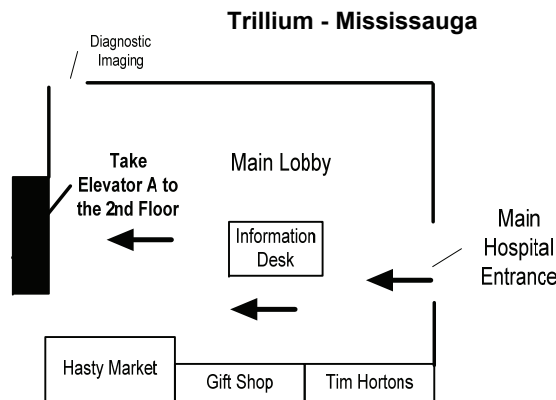 Trillium - Mississauga
Diagnostic
Imaging
Take
Elevator A to
the 2nd Floor
Main Lobby
Information
Desk
Main
Hospital
Entrance
Hasty Market
Gift Shop
Tim Hortons